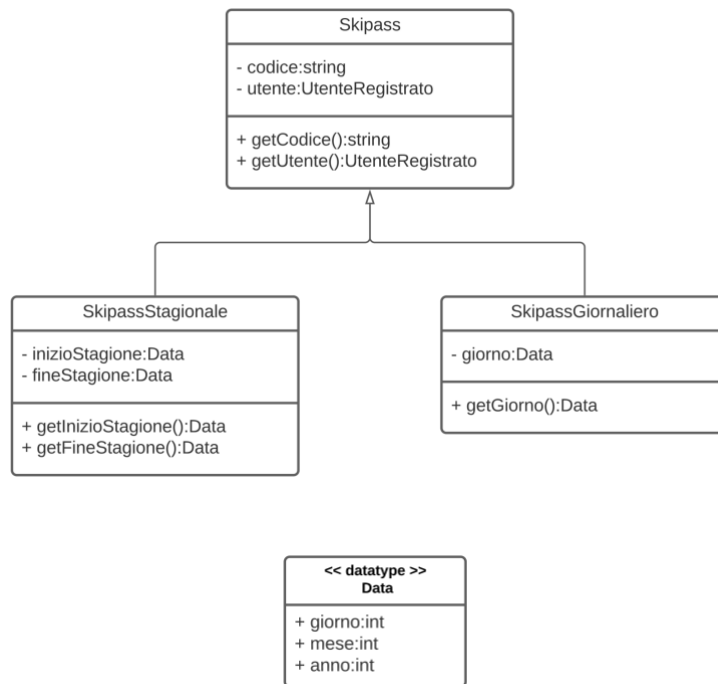 Skipass
- codice:string
- utente:UtenteRegistrato
+ getCodice():string
+ getUtente():UtenteRegistrato
SkipassStagionale
- inizioStagione:Data
- fineStagione:Data
+ getInizioStagione():Data
+ getFineStagione():Data
SkipassGiornaliero
- giorno:Data
+ getGiorno():Data
<< datatype >>
Data
+ giorno:int
+ mese:int
+ anno:int